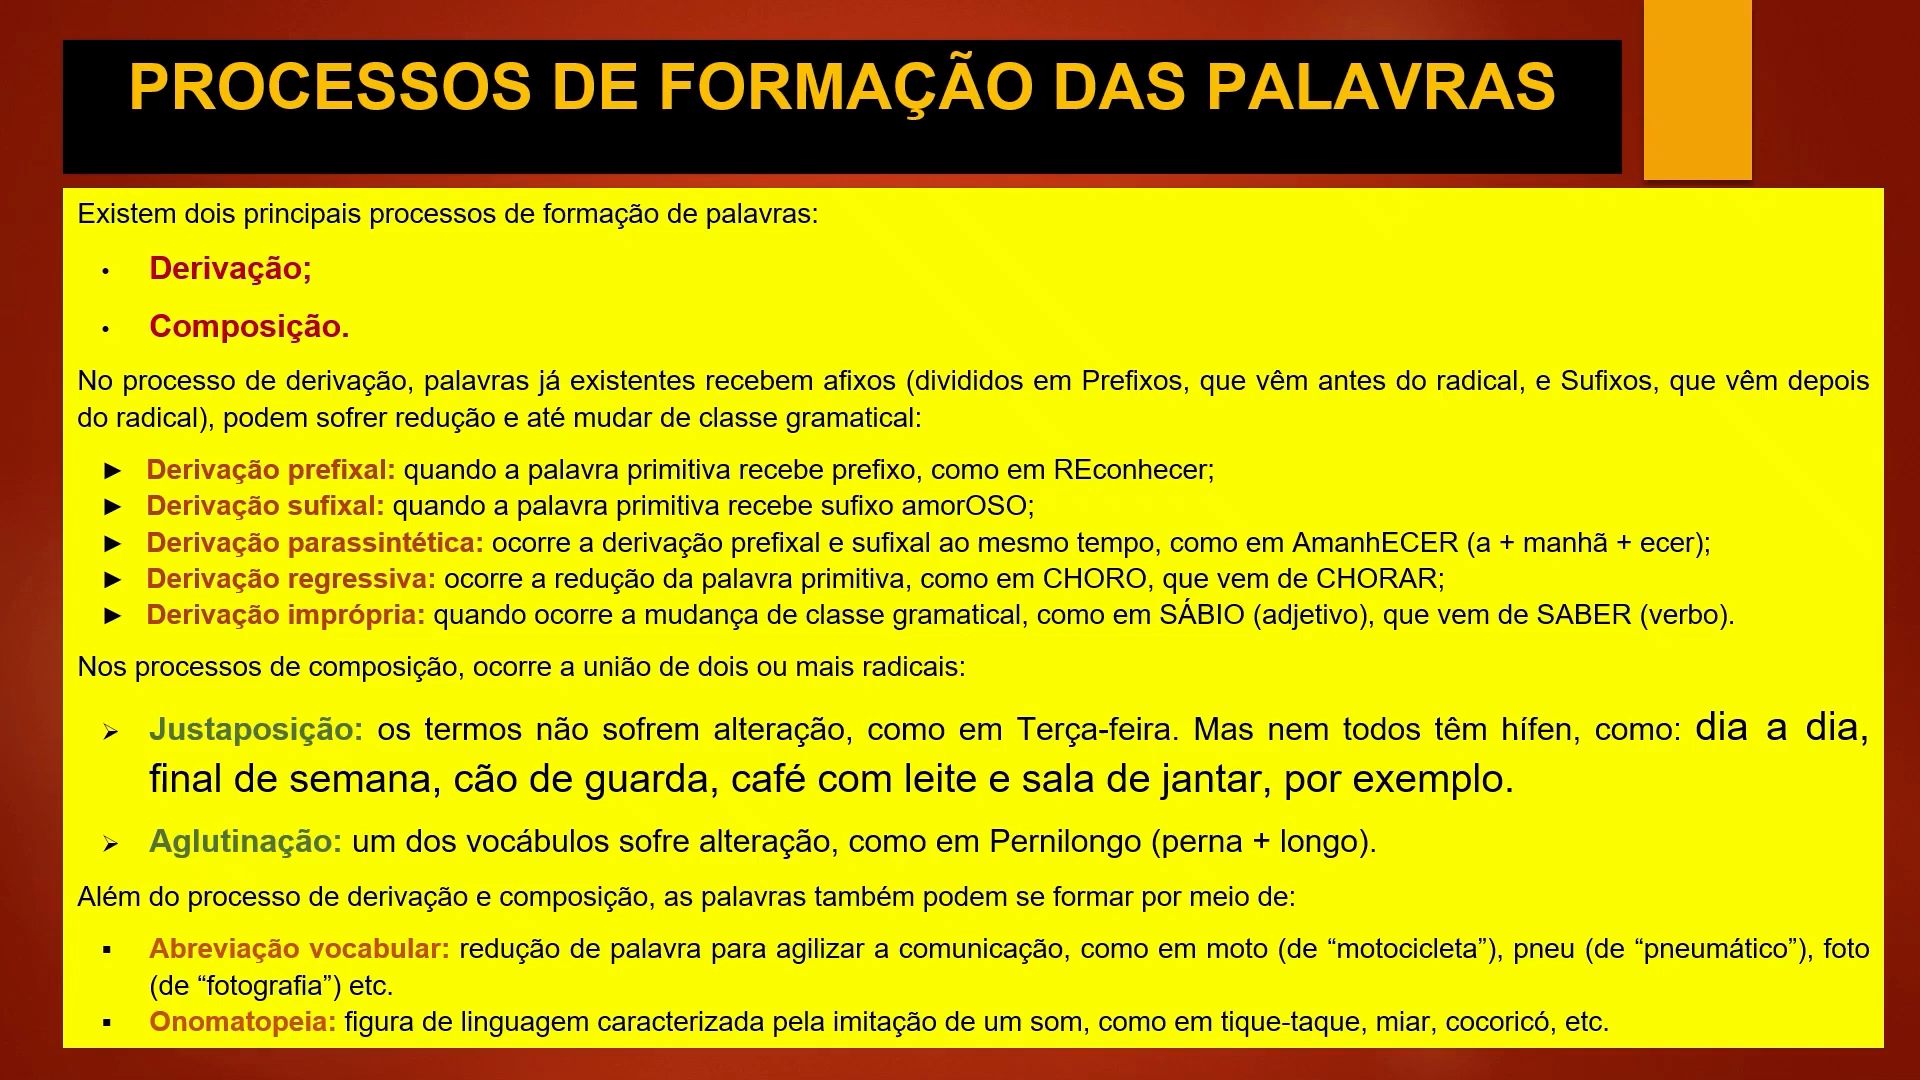 PROCESSOS DE FORMAÇÃO DAS PALAVRAS
Existem dois principais processos de formação de palavras:
• Derivação;
• Composição.
No processo de derivação, palavras já existentes recebem afixos (divididos em Prefixos, que vêm antes do radical, e Sufixos, que vêm depois
do radical), podem sofrer redução e até mudar de classe gramatical:
► Derivação prefixal: quando a palavra primitiva recebe prefixo, como em REconhecer;
► Derivação sufixal: quando a palavra primitiva recebe sufixo amorOSO;
► Derivação parassintética: ocorre a derivação prefixal e sufixal ao mesmo tempo, como em AmanhECER (a + manhã + ecer);
► Derivação regressiva: ocorre a redução da palavra primitiva, como em CHORO, que vem de CHORAR;
► Derivação imprópria: quando ocorre a mudança de classe gramatical, como em SÁBIO (adjetivo), que vem de SABER (verbo).
Nos processos de composição, ocorre a união de dois ou mais radicais:
➢ Justaposição: os termos não sofrem alteração, como em Terça-feira. Mas nem todos têm hífen, como: dia a dia,
final de semana, cão de guarda, café com leite e sala de jantar, por exemplo.
➢ Aglutinação: um dos vocábulos sofre alteração, como em Pernilongo (perna + longo).
Além do processo de derivação e composição, as palavras também podem se formar por meio de:
▪ Abreviação vocabular: redução de palavra para agilizar a comunicação, como em moto (de “motocicleta”), pneu (de “pneumático”), foto
(de “fotografia”) etc.
▪ Onomatopeia: figura de linguagem caracterizada pela imitação de um som, como em tique-taque, miar, cocoricó, etc.